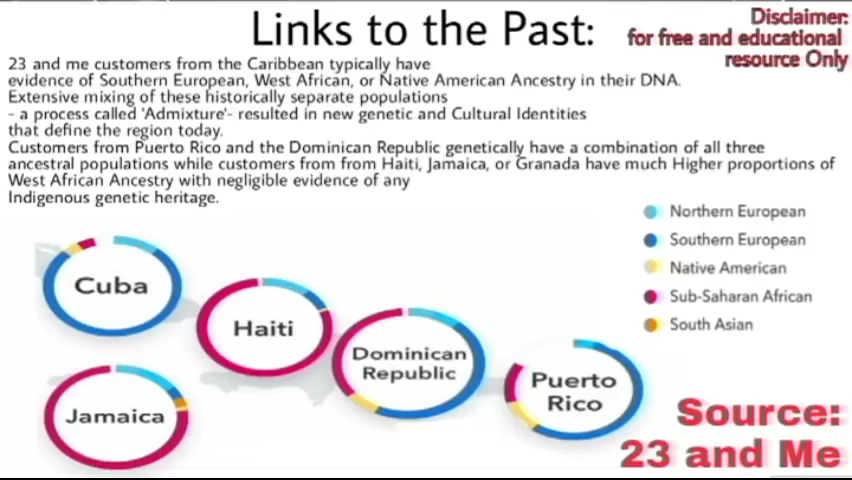 Links to the Past:
Disclaimer:
for free and educational
resource Only
23 and me customers from the Caribbean typically have
evidence of Southern European, West African, or Native American Ancestry in their DNA.
Extensive mixing of these historically separate populations
- a process called 'Admixture'- resulted in new genetic and Cultural Identities
that define the region today.
Customers from Puerto Rico and the Dominican Republic genetically have a combination of all three
ancestral populations while customers from from Haiti, Jamaica, or Granada have much Higher proportions of
West African Ancestry with negligible evidence of any
Indigenous genetic heritage.
Northern European
Southern European
Native American
Sub-Saharan African
South Asian
Cuba
Haiti
Dominican
Republic
Puerto
Rico
Jamaica
Source:
23 and Me